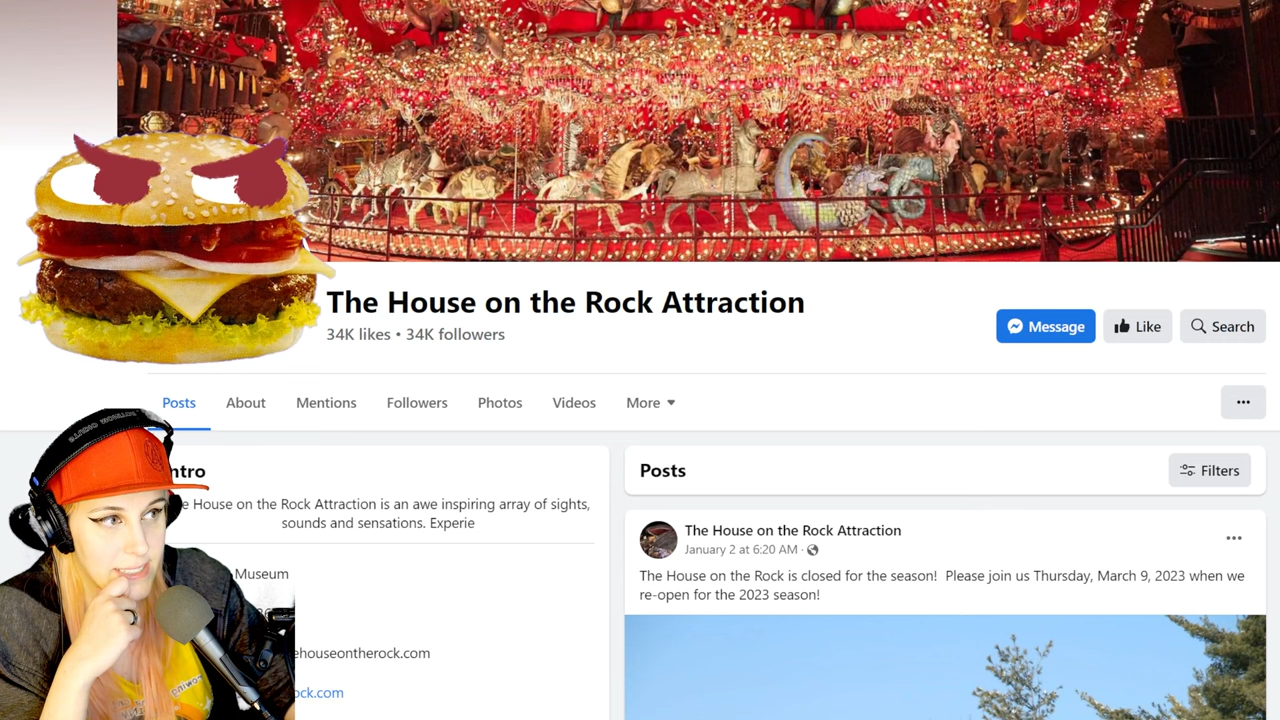 The House on the Rock Attraction
34K likes • 34K followers
Message
Like
Search
Posts
About
Mentions
Followers
Photos
Videos
More
Intro
House on the Rock Attraction is an awe inspiring array of sights,
sounds and sensations. Experie
Museum
ehouseontherock.com
ock.com
Posts
Filters
The House on the Rock Attraction
January 2 at 6:20 AM ·
The House on the Rock is closed for the season!  Please join us Thursday, March 9, 2023 when we
re-open for the 2023 season!